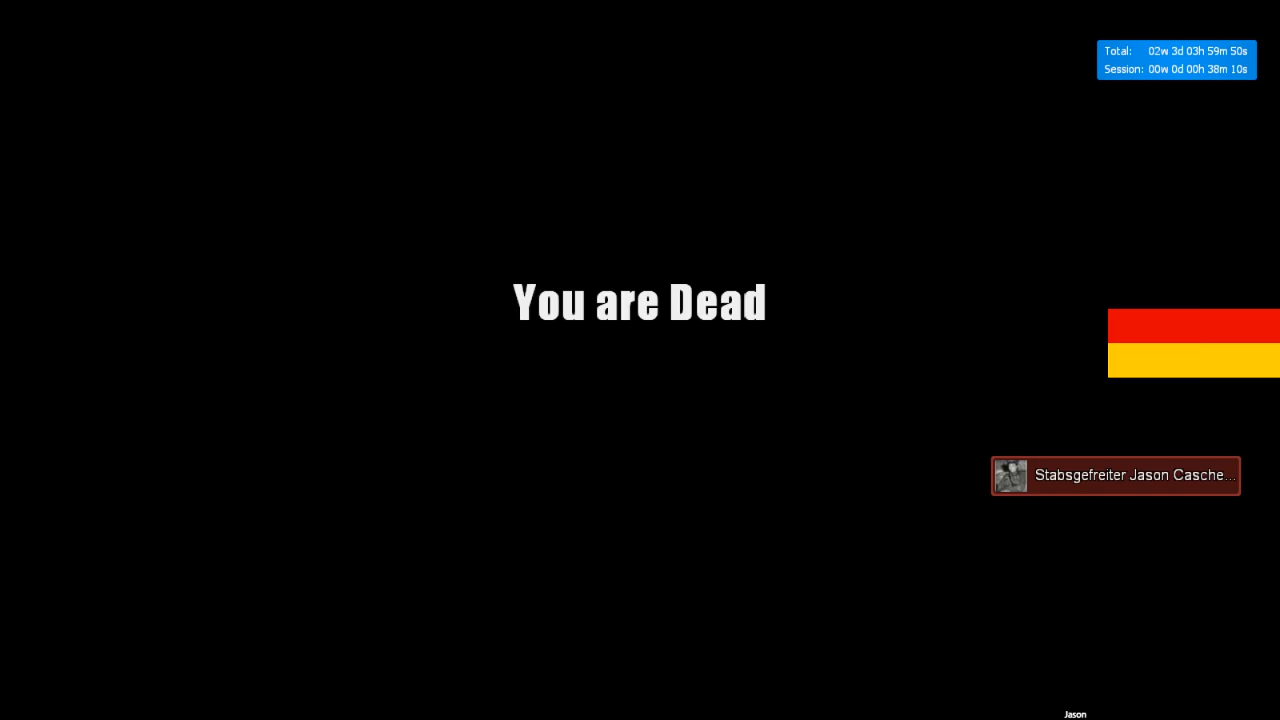 Total: 02w 3d 03h 59m 50s
Session: 00w 0d 00h 38m 10s
You are Dead
Stabsgefreiter Jason Casche...
Jason